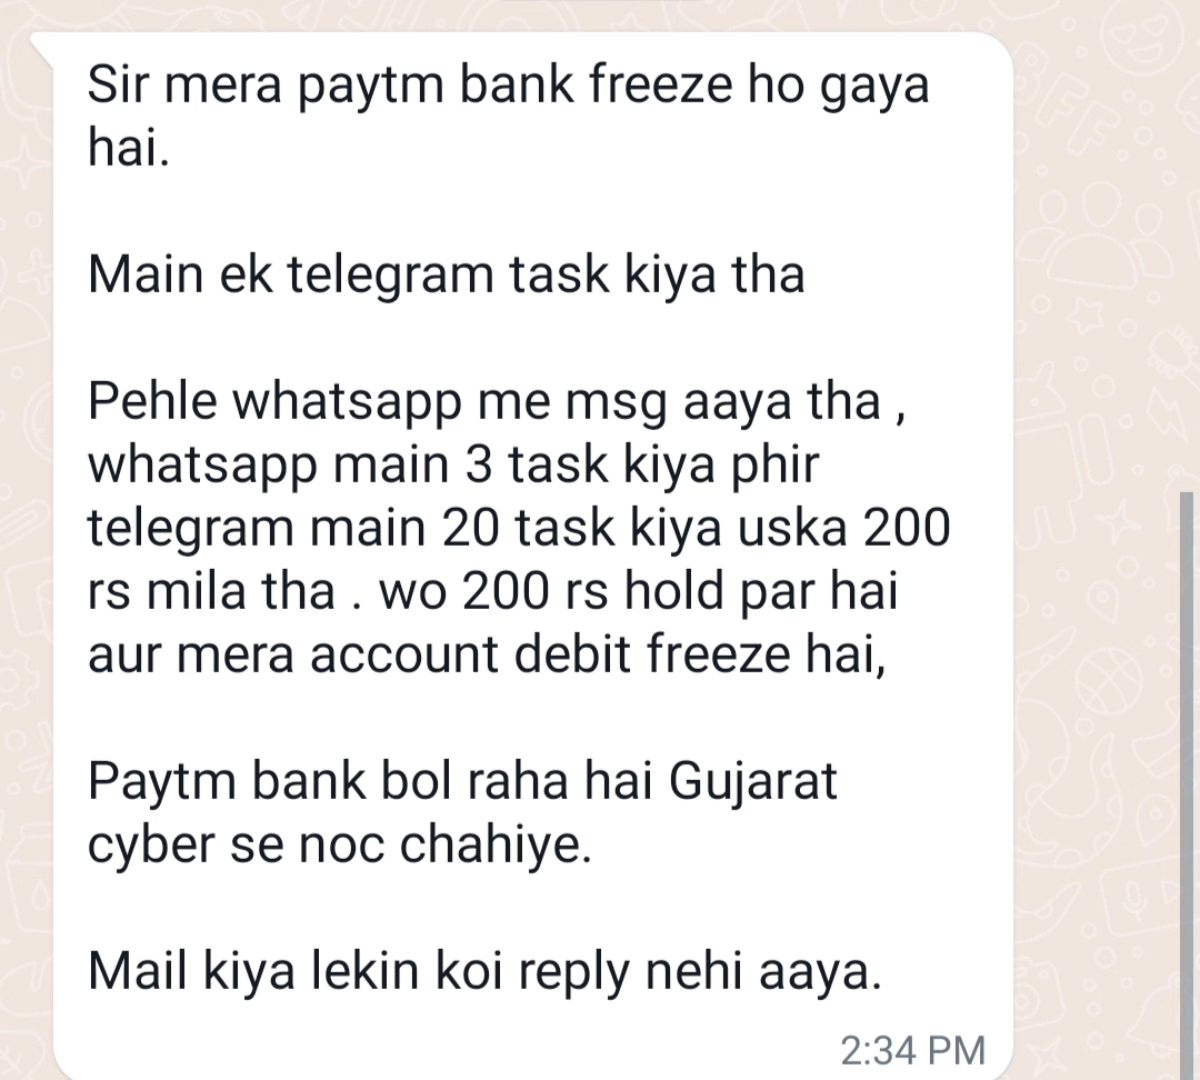 Sir mera paytm bank freeze ho gaya
hai.
Main ek telegram task kiya tha
Pehle whatsapp me msg aaya tha ,
whatsapp main 3 task kiya phir
telegram main 20 task kiya uska 200
rs mila tha . wo 200 rs hold par hai
aur mera account debit freeze hai,
Paytm bank bol raha hai Gujarat
cyber se noc chahiye.
Mail kiya lekin koi reply nehi aaya.
2:34 PM